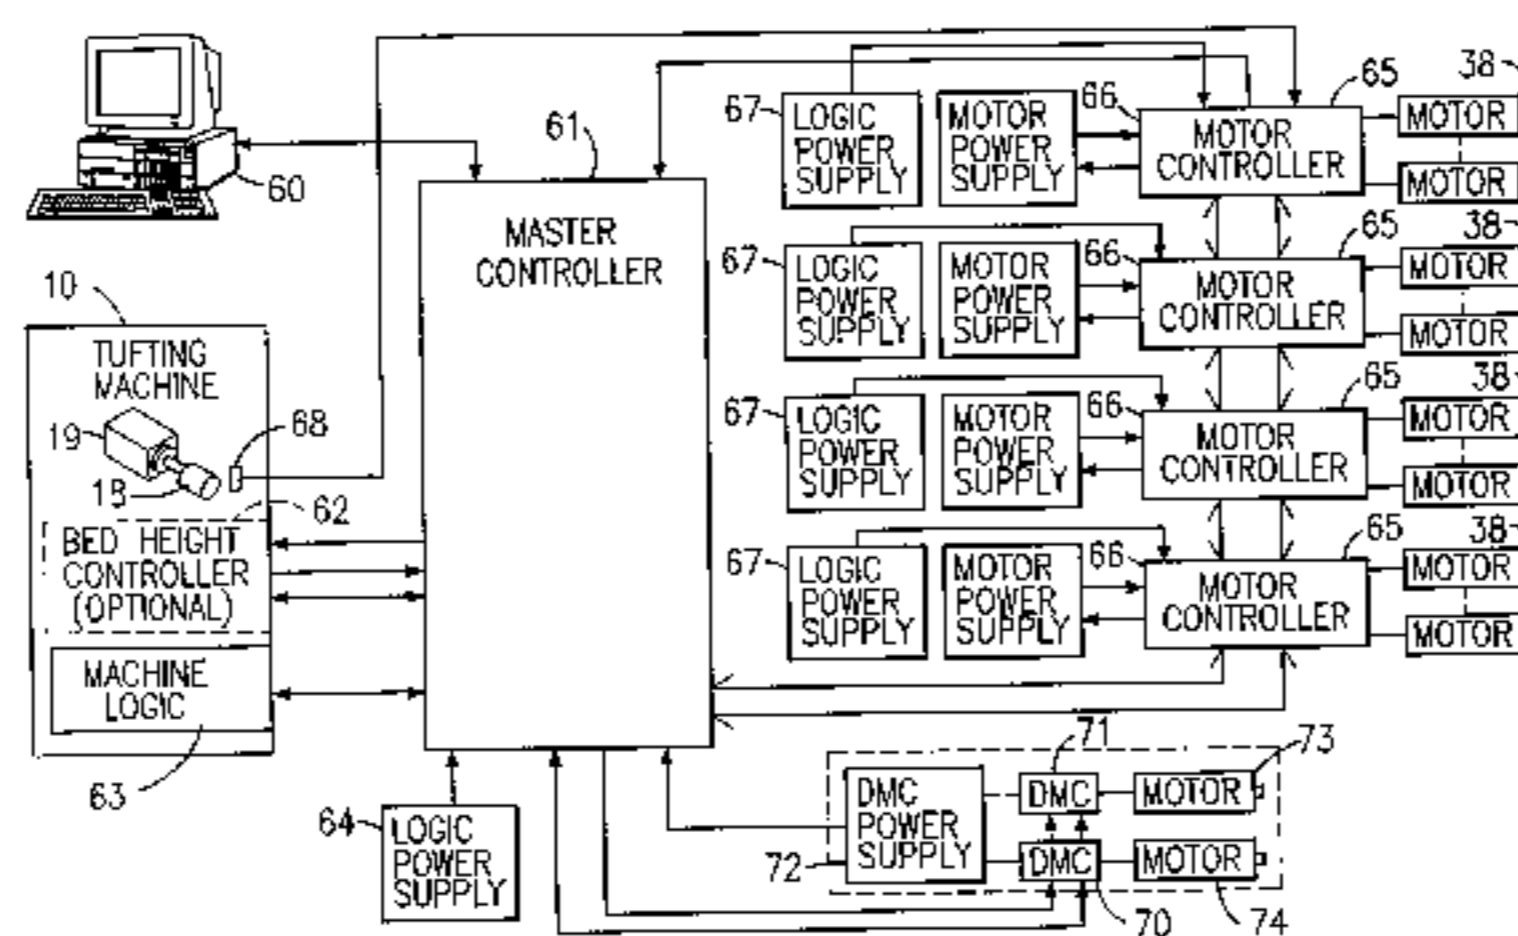 60
61
MASTER
CONTROLLER
10
TUFTING
MACHINE
19
18
68
62
BED HEIGHT
CONTROLLER
(OPTIONAL)
MACHINE
LOGIC
63
64
LOGIC
POWER
SUPPLY
67
LOGIC
POWER
SUPPLY
MOTOR
POWER
SUPPLY
66
65
MOTOR
CONTROLLER
38
MOTOR
MOTOR
67
LOGIC
POWER
SUPPLY
MOTOR
POWER
SUPPLY
66
65
MOTOR
CONTROLLER
38
MOTOR
MOTOR
67
LOGIC
POWER
SUPPLY
MOTOR
POWER
SUPPLY
66
65
MOTOR
CONTROLLER
38
MOTOR
MOTOR
67
LOGIC
POWER
SUPPLY
MOTOR
POWER
SUPPLY
66
65
MOTOR
CONTROLLER
38
MOTOR
MOTOR
72
DMC
POWER
SUPPLY
71
DMC
MOTOR
73
DMC
MOTOR
70
74